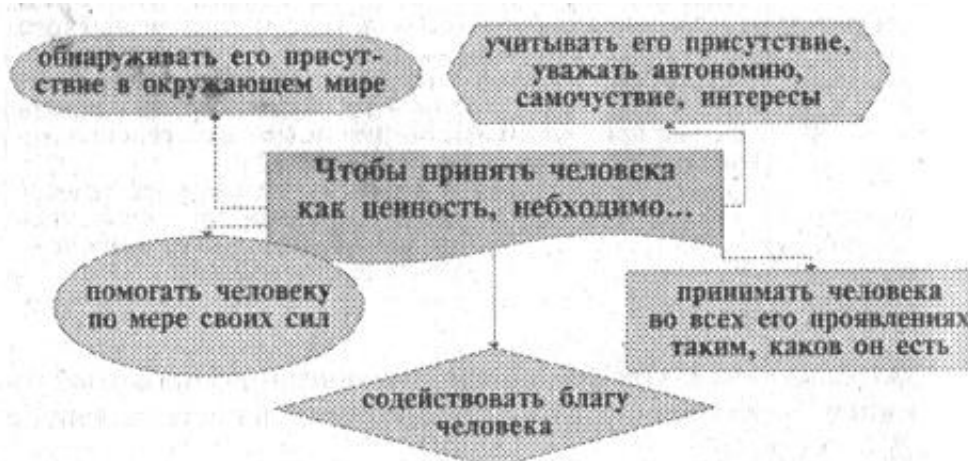 обнаруживать его присут-
ствие в окружающем мире
учитывать его присутствие,
уважать автономию,
самочуствие, интересы
Чтобы принять человека
как ценность, небходимо...
помогать человеку
по мере своих сил
принимать человека
во всех его проявлениях
таким, каков он есть
содействовать благу
человека